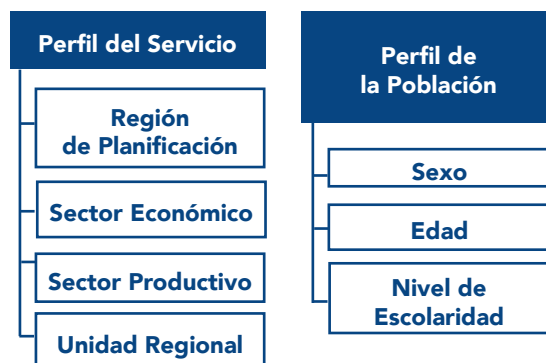 Perfil del Servicio
Región
de Planificación
Sector Económico
Sector Productivo
Unidad Regional
Perfil de
la Población
Sexo
Edad
Nivel de
Escolaridad